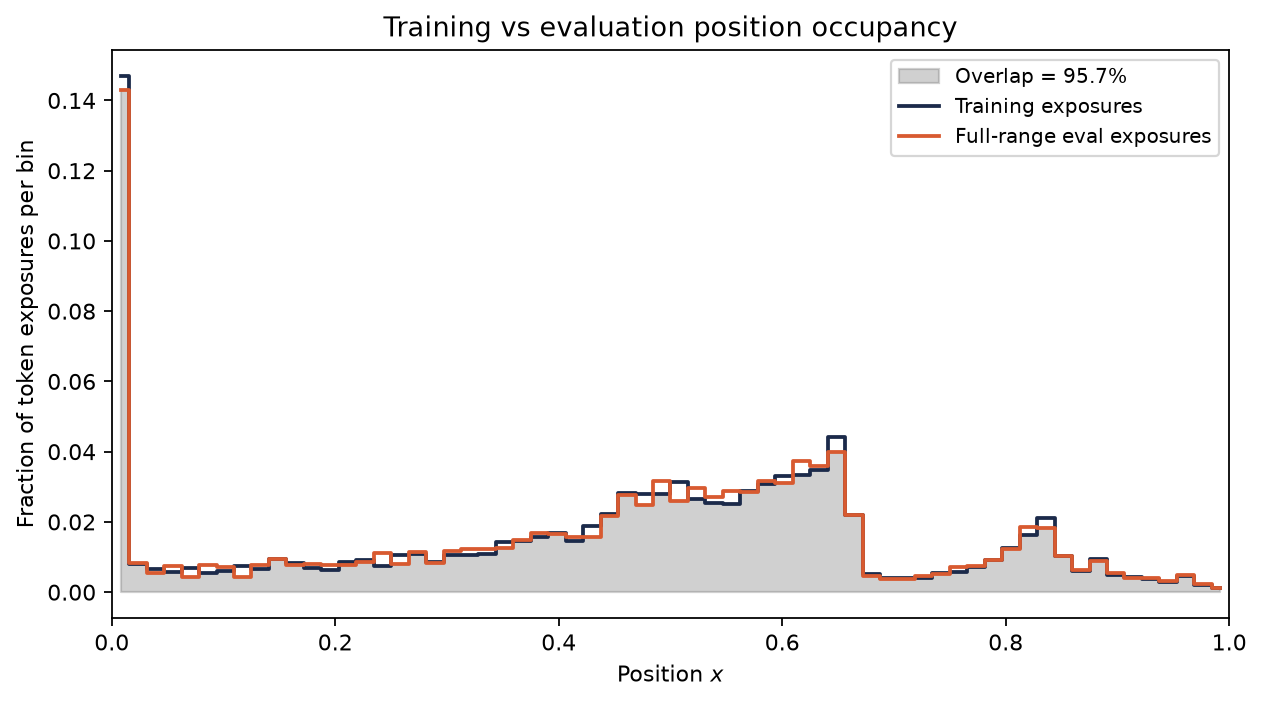 Training vs evaluation position occupancy
Overlap = 95.7%
Training exposures
Full-range eval exposures
Fraction of token exposures per bin
0.14
0.12
0.10
0.08
0.06
0.04
0.02
0.00
0.0 0.2 0.4 0.6 0.8 1.0
Position x